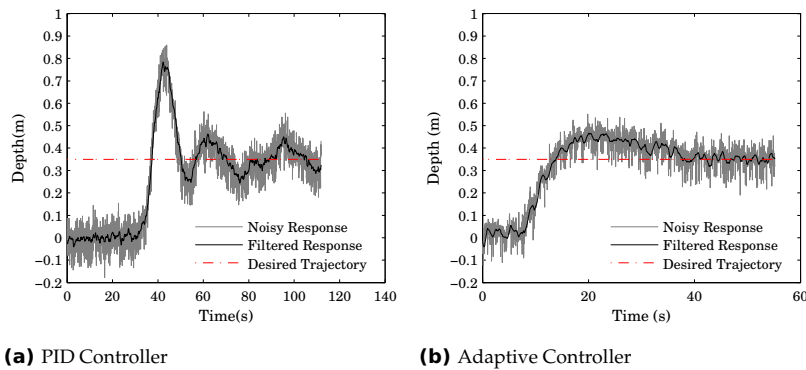 1
0.9
0.8
0.7
0.6
0.5
0.4
0.3
0.2
0.1
0
−0.1
−0.2
Depth(m)
Noisy Response
Filtered Response
Desired Trajectory
0 20 40 60 80 100 120 140
Time(s)
(a) PID Controller
1
0.9
0.8
0.7
0.6
0.5
0.4
0.3
0.2
0.1
0
−0.1
−0.2
Depth (m)
Noisy Response
Filtered Response
Desired Trajectory
0 20 40 60
Time (s)
(b) Adaptive Controller